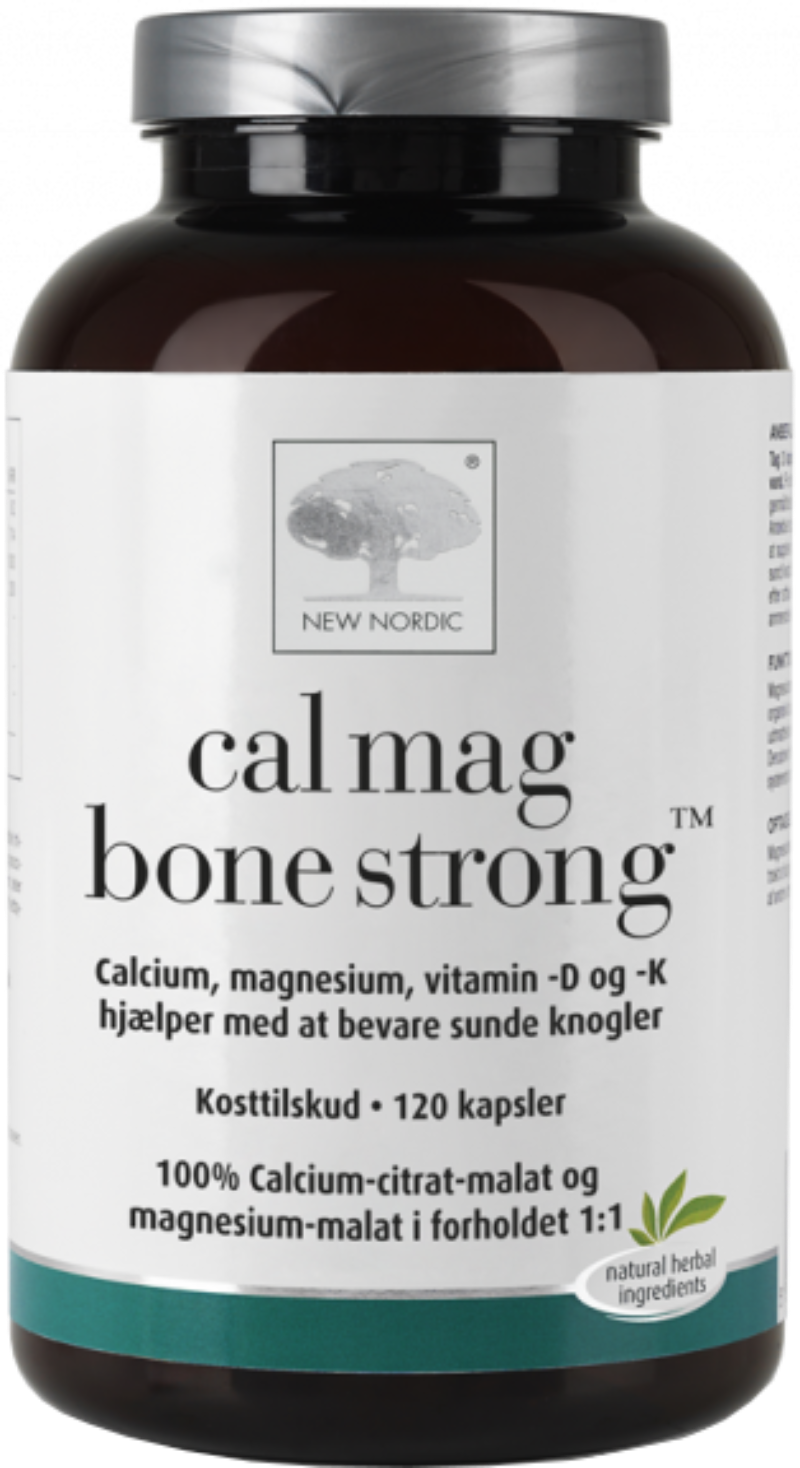 ®
NEW NORDIC
cal mag
bone strong™
Calcium, magnesium, vitamin -D og -K
hjælper med at bevare sunde knogler
Kosttilskud • 120 kapsler
100% Calcium-citrat-malat og
magnesium-malat i forholdet 1:1
natural herbal
ingredients